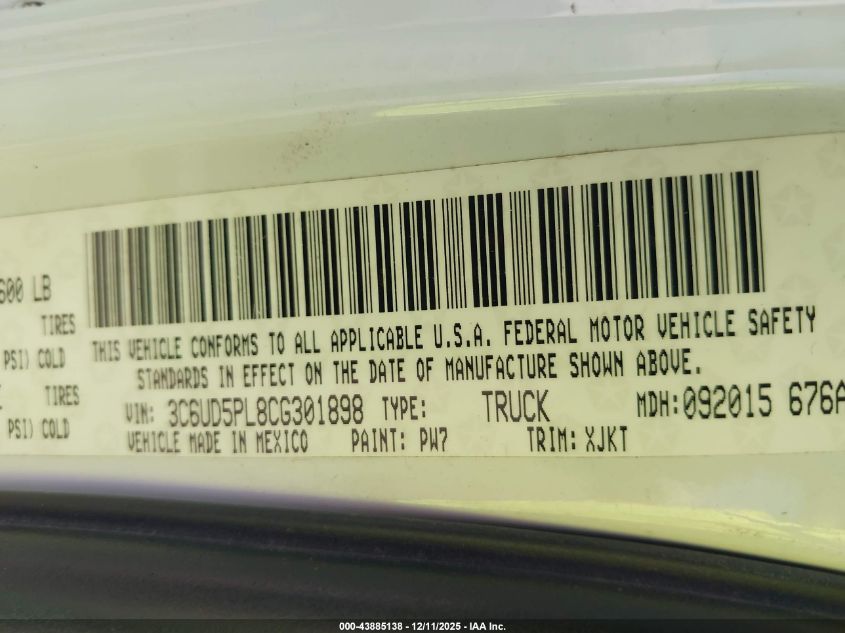 600 LB
TIRES
PSI) COLD
TIRES
PSI) COLD
THIS VEHICLE CONFORMS TO ALL APPLICABLE U.S.A. FEDERAL MOTOR VEHICLE SAFETY
STANDARDS IN EFFECT ON THE DATE OF MANUFACTURE SHOWN ABOVE.
VIN: 3C6UD5PL8CG301898 TYPE: TRUCK MDH:092015 676A
VEHICLE MADE IN MEXICO PAINT: PW7 TRIM: XJKT
000-43885138 - 12/11/2025 - IAA Inc.